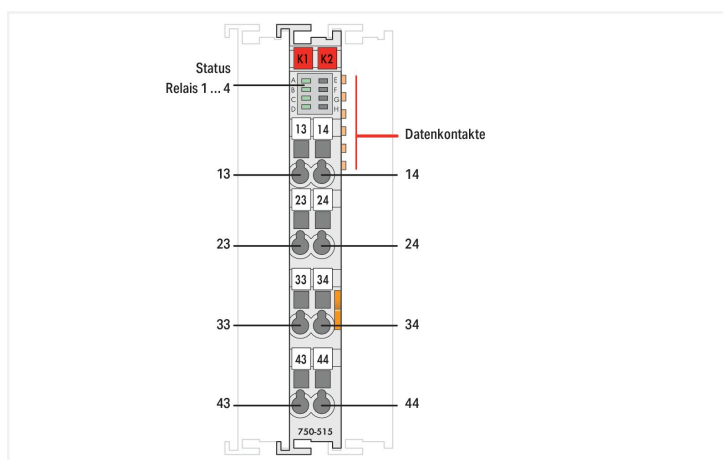 K1 K2
Status
Relais 1 ... 4
A E
B F
C G
D H
13 14
Datenkontakte
13 14
23 24
23 24
33 34
33 34
43 44
43 44
750-515